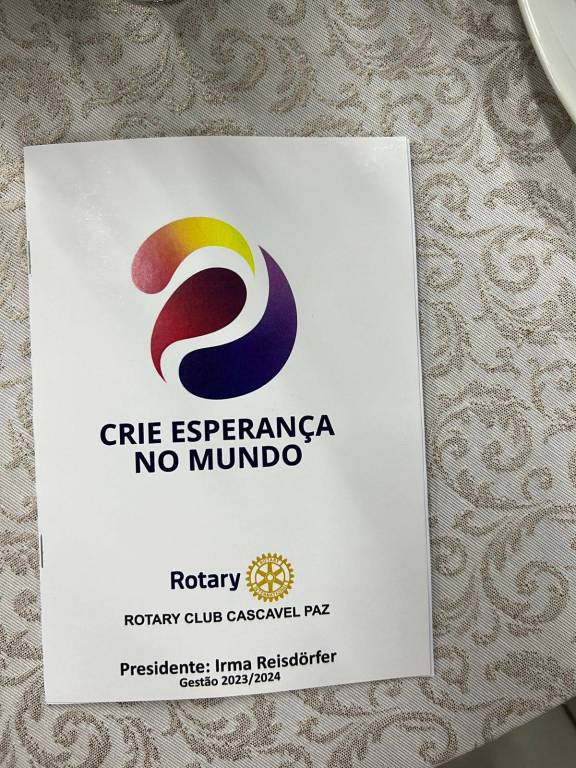 CRIE ESPERANÇA
NO MUNDO
Rotary
ROTARY CLUB CASCAVEL PAZ
Presidente: Irma Reisdörfer
Gestão 2023/2024